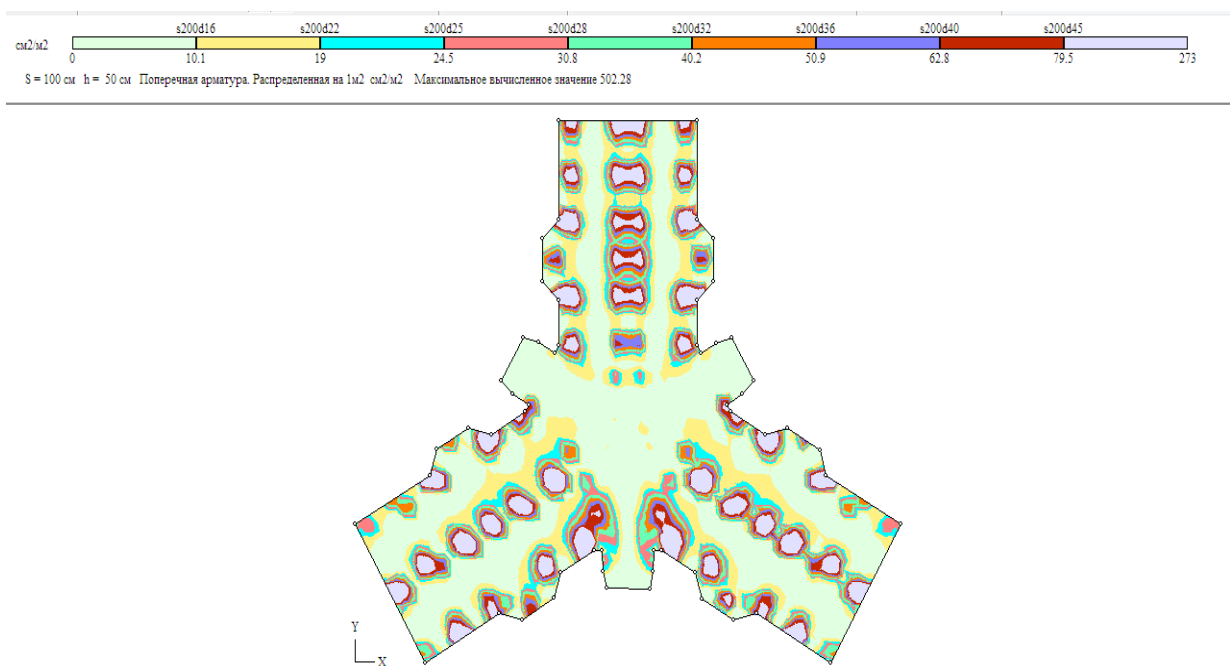 s200d16 s200d22 s200d25 s200d28 s200d32 s200d36 s200d40 s200d45
см2/м2
0 10.1 19 24.5 30.8 40.2 50.9 62.8 79.5 273
S = 100 см h = 50 см Поперечная арматура. Распределенная на 1м2 см2/м2 Максимальное вычисленное значение 502.28
Y
X